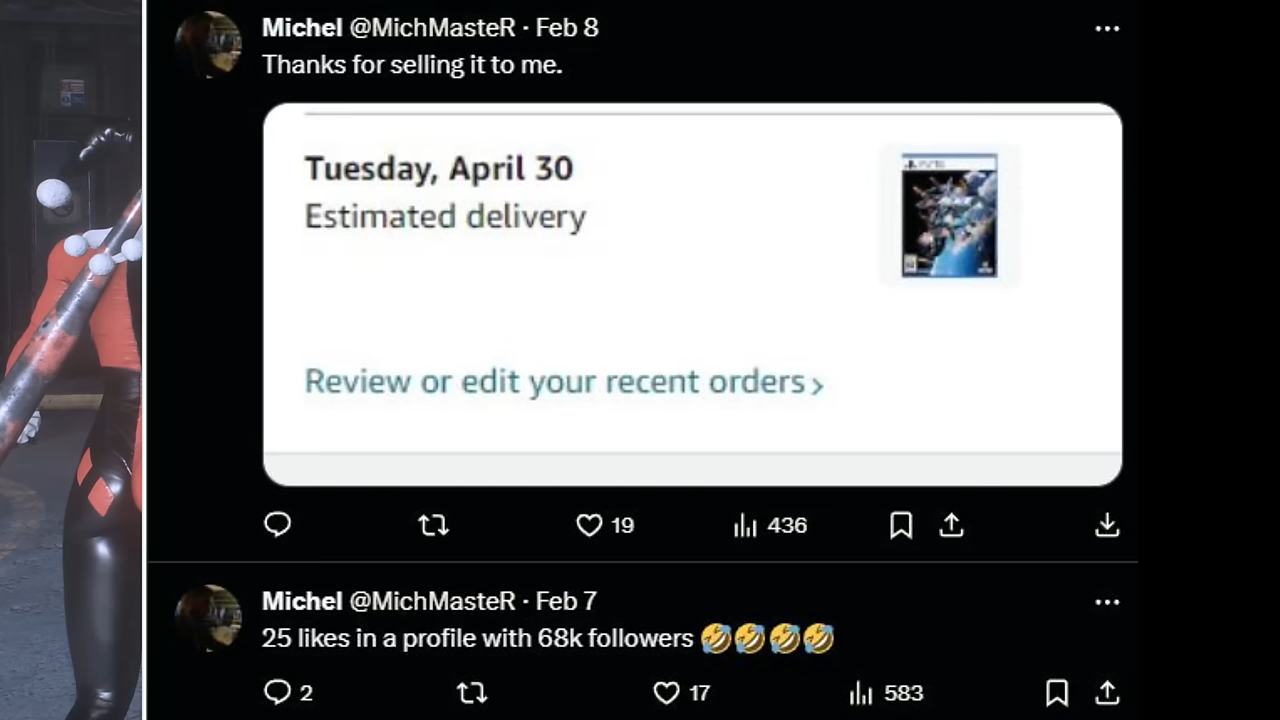 Michel @MichMasteR · Feb 8
Thanks for selling it to me.
Tuesday, April 30
Estimated delivery
Review or edit your recent orders ›
19 436
Michel @MichMasteR · Feb 7
25 likes in a profile with 68k followers 🤣🤣🤣🤣
2 17 583